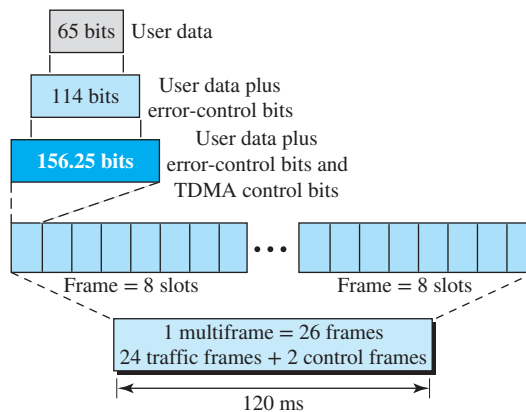 65 bits
User data
114 bits
User data plus
error-control bits
156.25 bits
User data plus
error-control bits and
TDMA control bits
Frame = 8 slots
Frame = 8 slots
1 multiframe = 26 frames
24 traffic frames + 2 control frames
120 ms